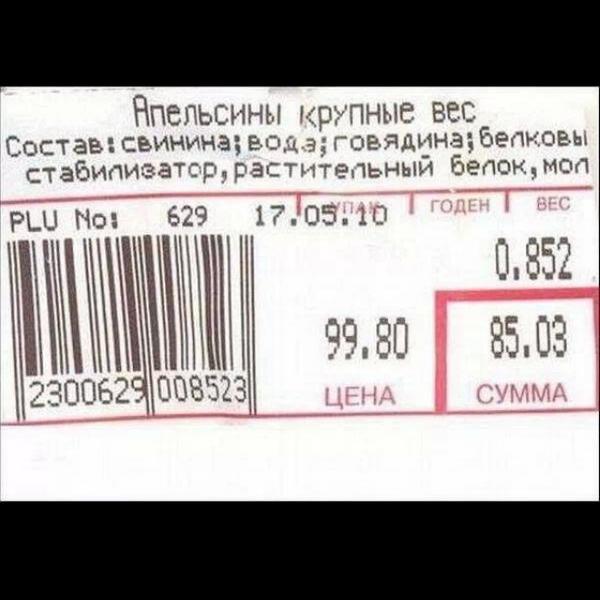 Апельсины крупные вес
Состав:свинина;вода;говядина;белковы
стабилизатор,растительный белок,мол
PLU No: 629 17.05.10 УПАК ГОДЕН ВЕС
0.852
99.80 85.03
2300629 008523 ЦЕНА СУММА